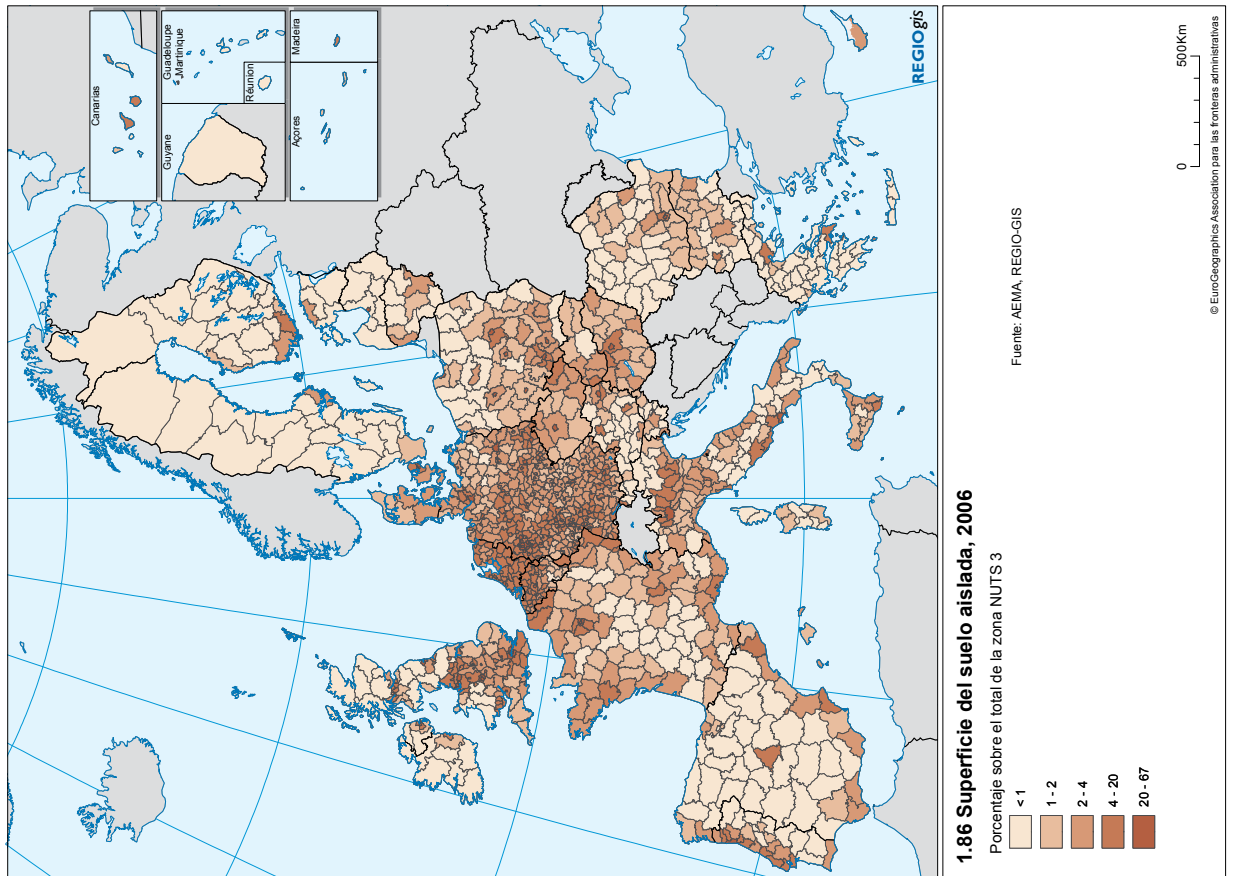 Canarias
Guyane
Guadeloupe
Martinique
Réunion
Açores
Madeira
REGIOgis
1.86 Superficie del suelo aislada, 2006
Porcentaje sobre el total de la zona NUTS 3
< 1
1 - 2
2 - 4
4 - 20
20 - 67
Fuente: AEMA, REGIO-GIS
0 500Km
© EuroGeographics Association para las fronteras administrativas